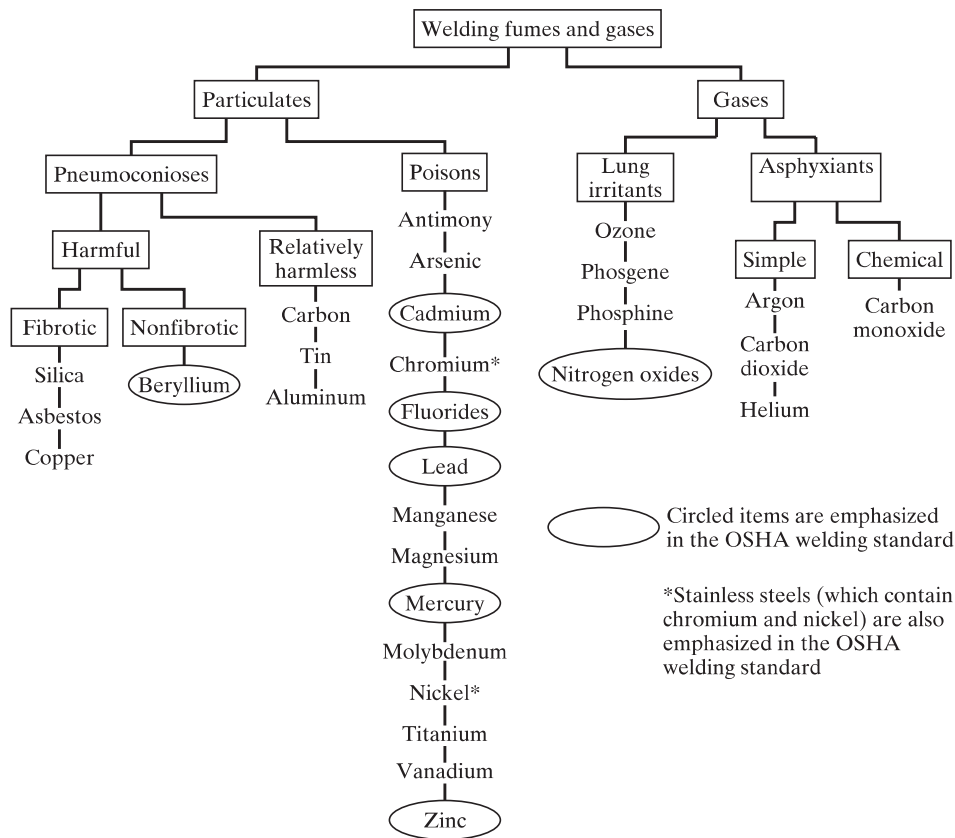 Welding fumes and gases
Particulates
Gases
Pneumoconioses
Poisons
Lung
irritants
Asphyxiants
Harmful
Relatively
harmless
Fibrotic
Nonfibrotic
Silica
Asbestos
Copper
Beryllium
Carbon
Tin
Aluminum
Antimony
Arsenic
Cadmium
Chromium*
Fluorides
Lead
Manganese
Magnesium
Mercury
Molybdenum
Nickel*
Titanium
Vanadium
Zinc
Ozone
Phosgene
Phosphine
Nitrogen oxides
Simple
Chemical
Argon
Carbon
dioxide
Helium
Carbon
monoxide
Circled items are emphasized
in the OSHA welding standard
*Stainless steels (which contain
chromium and nickel) are also
emphasized in the OSHA
welding standard